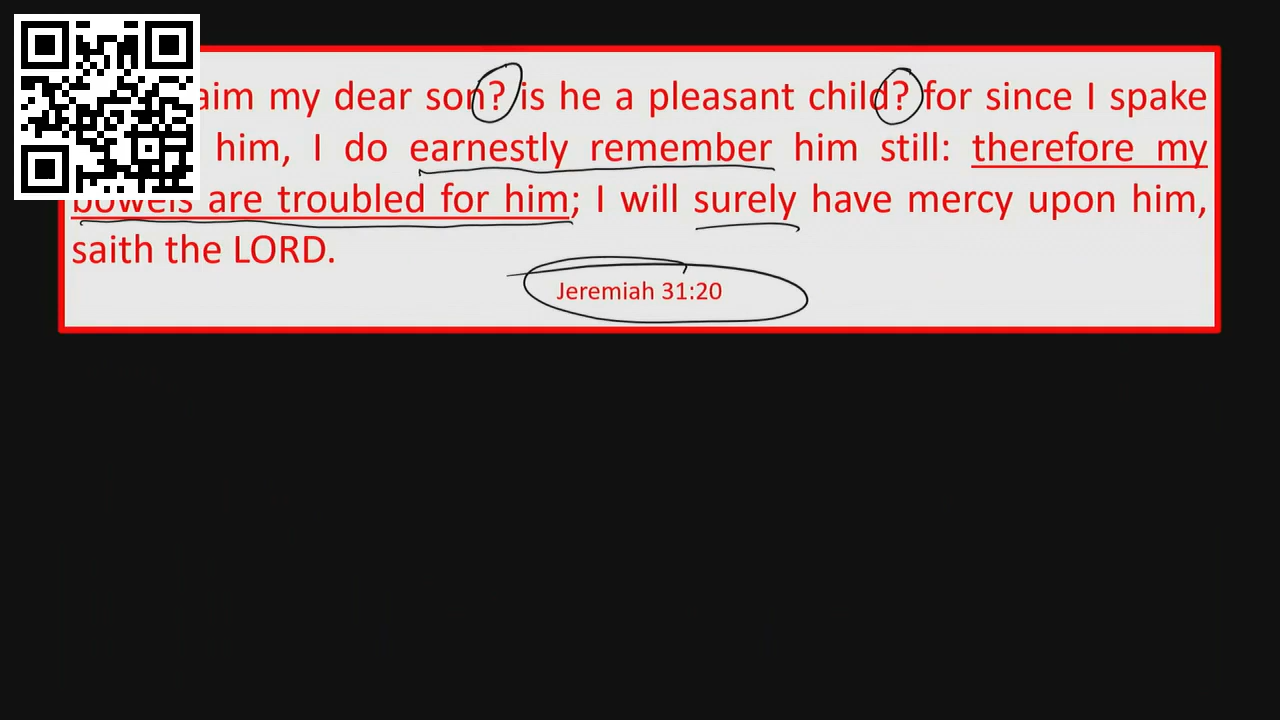 my dear son? is he a pleasant child? for since I spake
him, I do earnestly remember him still: therefore my
bowels are troubled for him; I will surely have mercy upon him,
saith the LORD.
Jeremiah 31:20